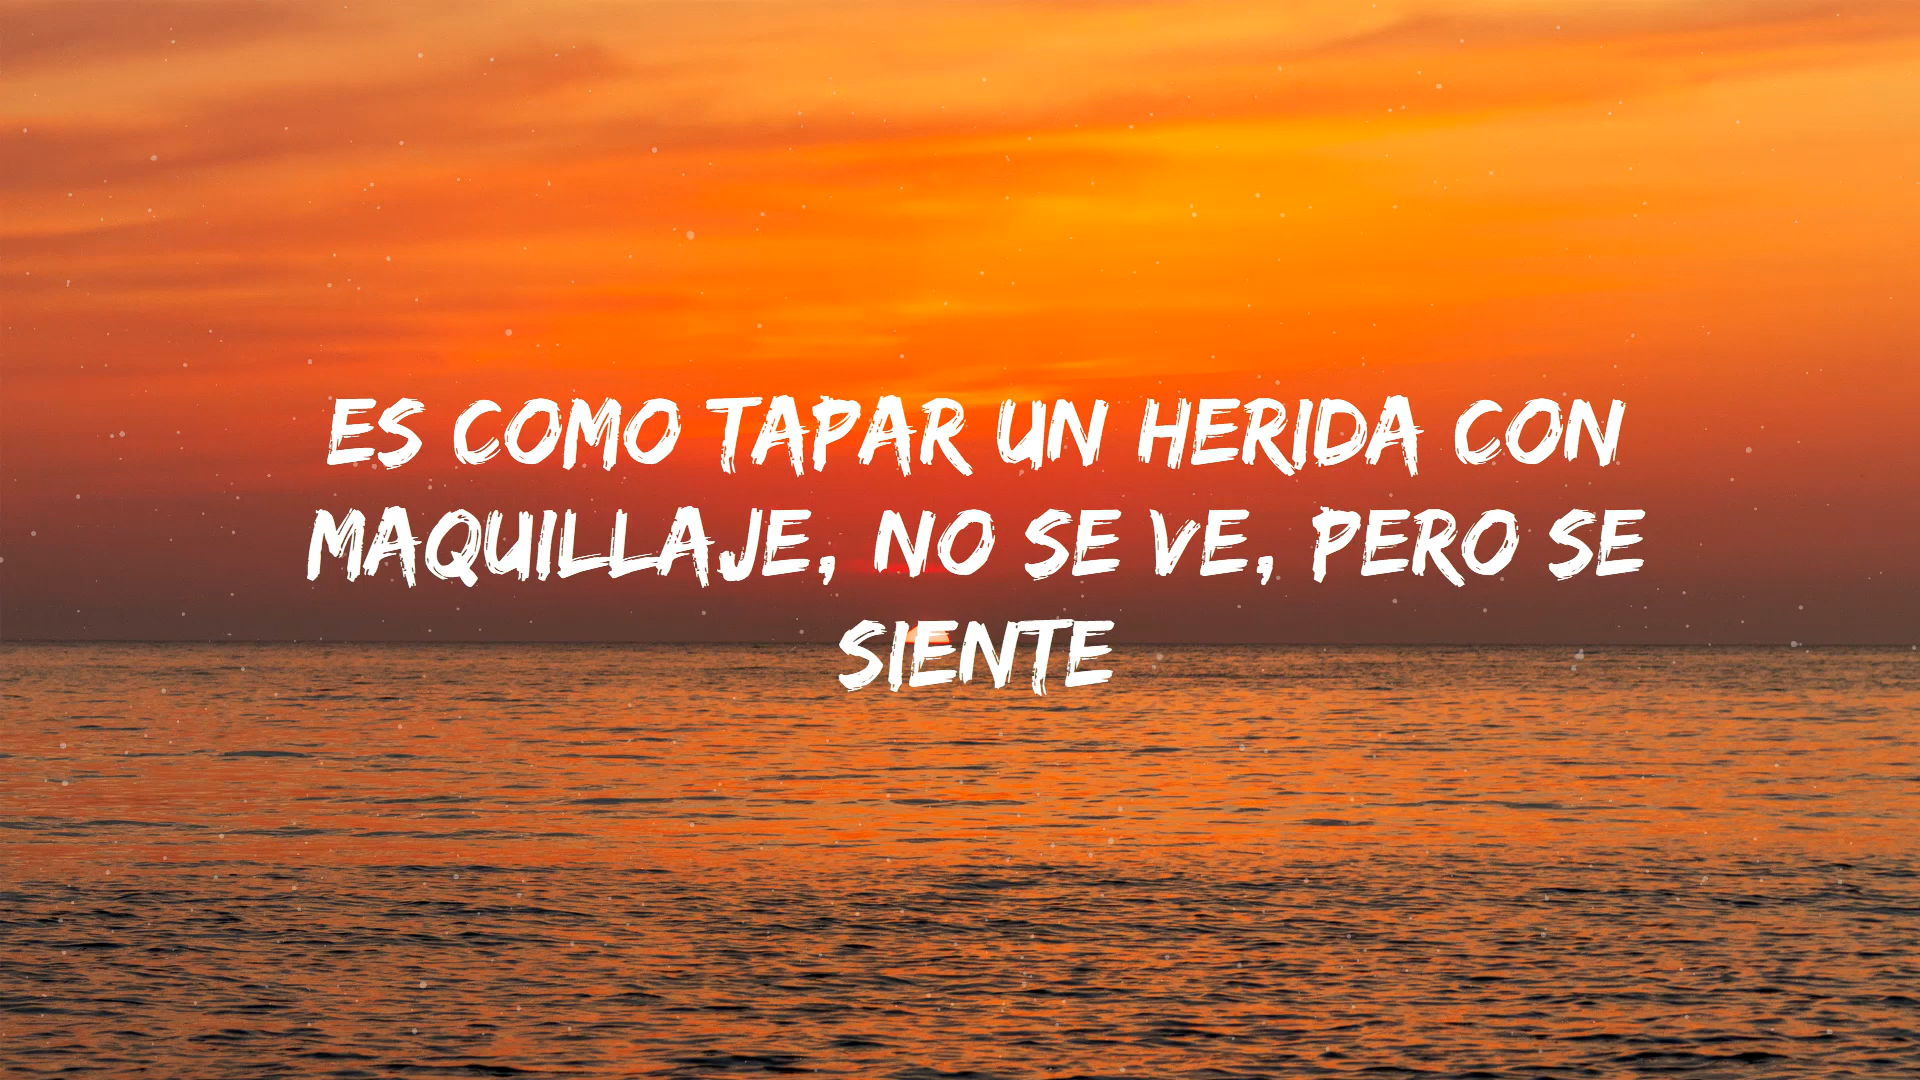 ES COMO TAPAR UN HERIDA CON
MAQUILLAJE, NO SE VE, PERO SE
SIENTE